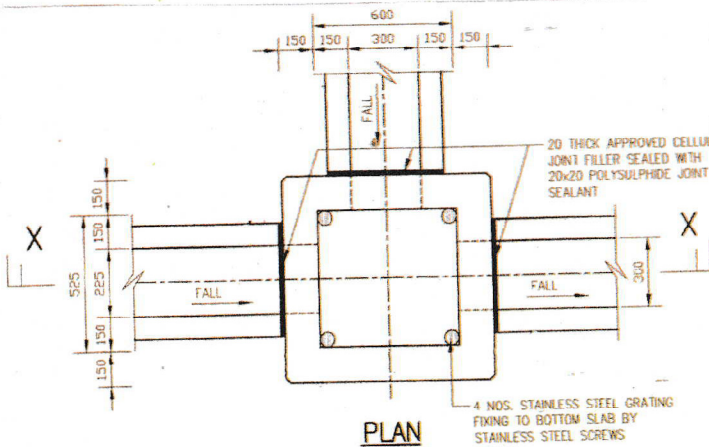 600
150 150 300 150 150
FALL
20 THICK APPROVED
JOINT FILLER SEALED WITH
20x20 POLYSULPHIDE JOINT
SEALANT
150
150
525
225
150
150
X
X
300
FALL
FALL
4 NOS. STAINLESS STEEL GRATING
FIXING TO BOTTOM SLAB BY
STAINLESS STEEL SCREWS
PLAN